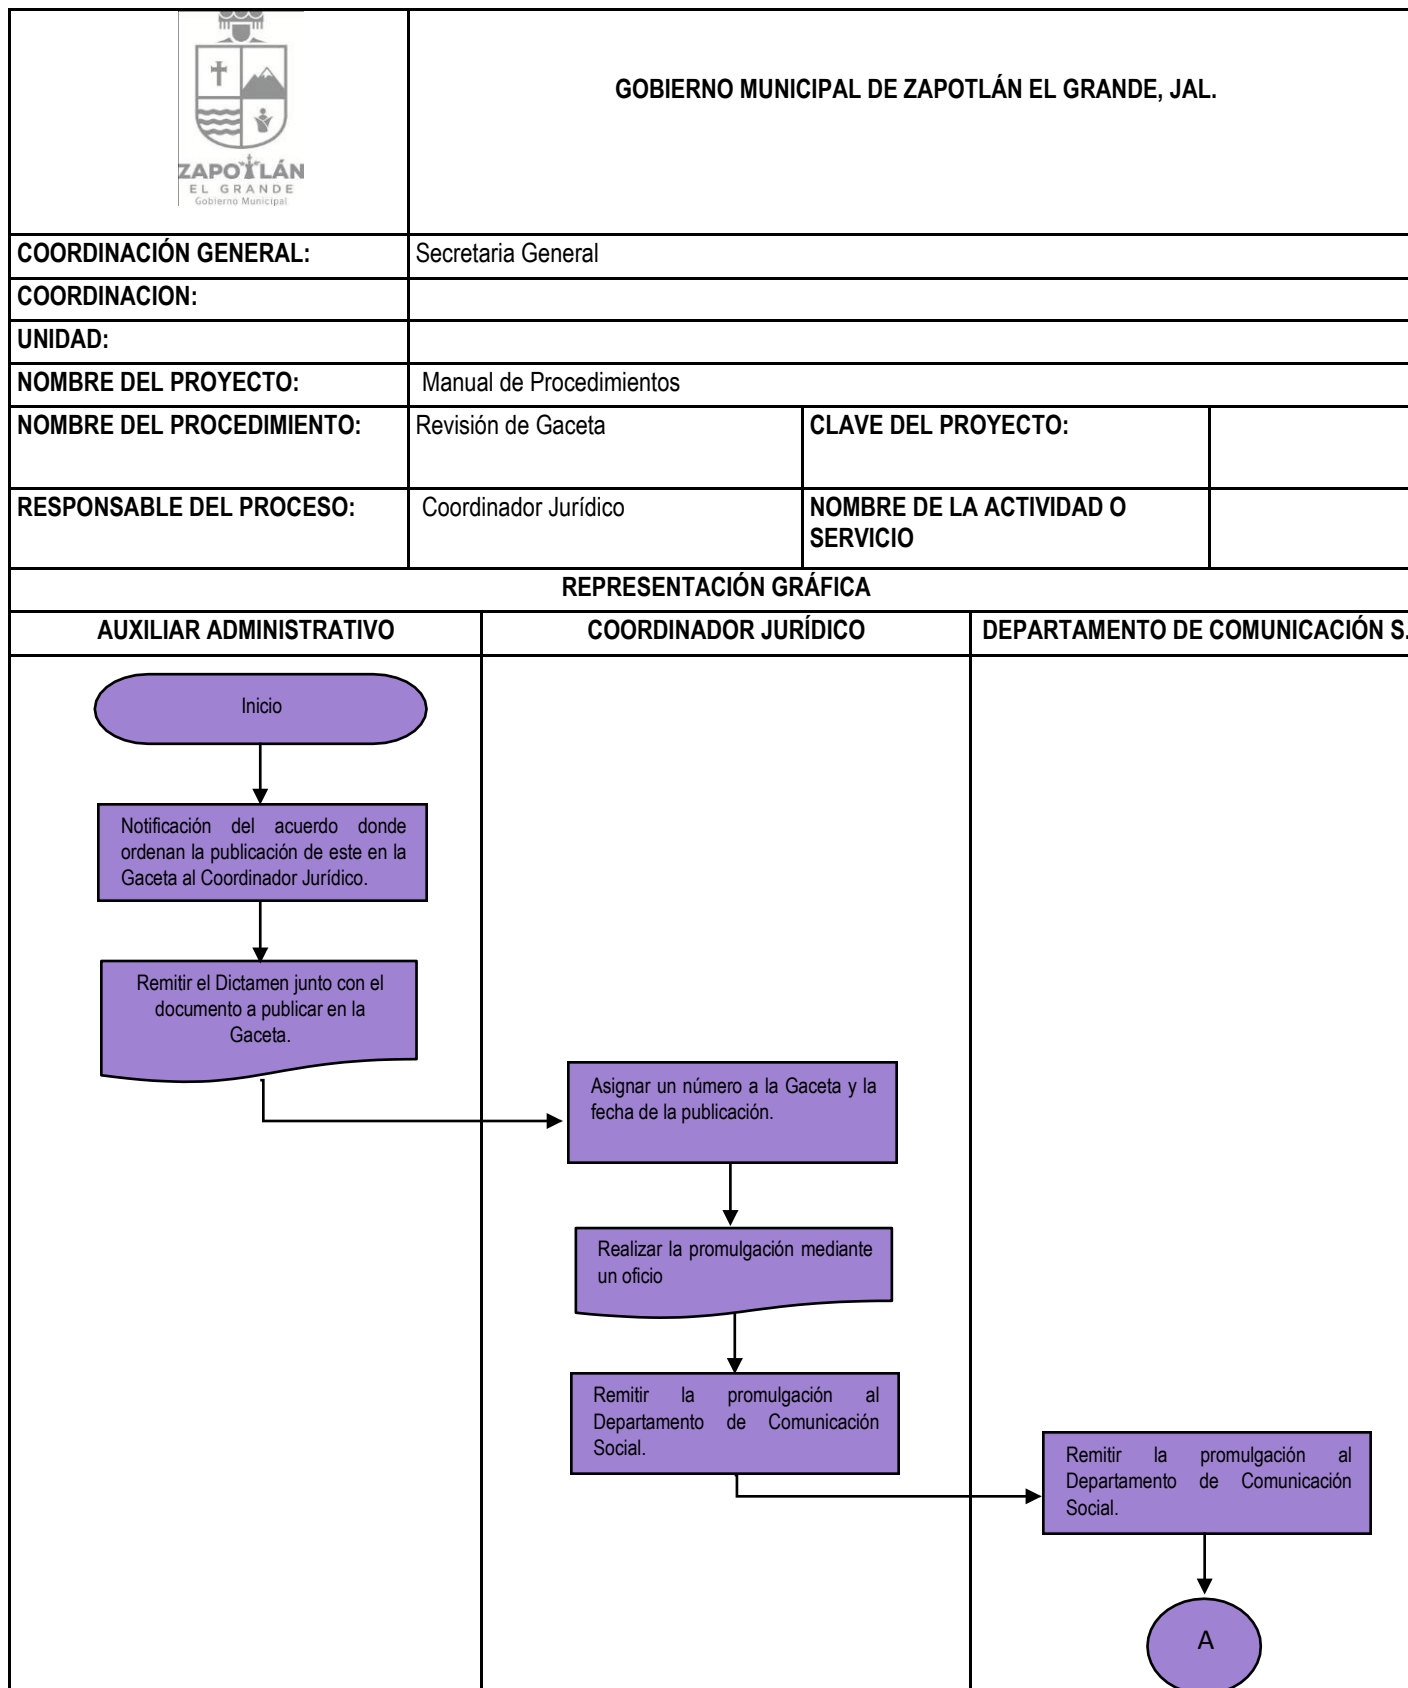 ZAPOTLÁN
EL GRANDE
Gobierno Municipal
GOBIERNO MUNICIPAL DE ZAPOTLÁN EL GRANDE, JAL.
COORDINACIÓN GENERAL:
Secretaria General
COORDINACION:
UNIDAD:
NOMBRE DEL PROYECTO:
Manual de Procedimientos
NOMBRE DEL PROCEDIMIENTO:
Revisión de Gaceta
CLAVE DEL PROYECTO:
RESPONSABLE DEL PROCESO:
Coordinador Jurídico
NOMBRE DE LA ACTIVIDAD O
SERVICIO
REPRESENTACIÓN GRÁFICA
AUXILIAR ADMINISTRATIVO
COORDINADOR JURÍDICO
DEPARTAMENTO DE COMUNICACIÓN S.
Inicio
Notificación del acuerdo donde
ordenan la publicación de este en la
Gaceta al Coordinador Jurídico.
Remitir el Dictamen junto con el
documento a publicar en la
Gaceta.
Asignar un número a la Gaceta y la
fecha de la publicación.
Realizar la promulgación mediante
un oficio
Remitir la promulgación al
Departamento de Comunicación
Social.
Remitir la promulgación al
Departamento de Comunicación
Social.
A